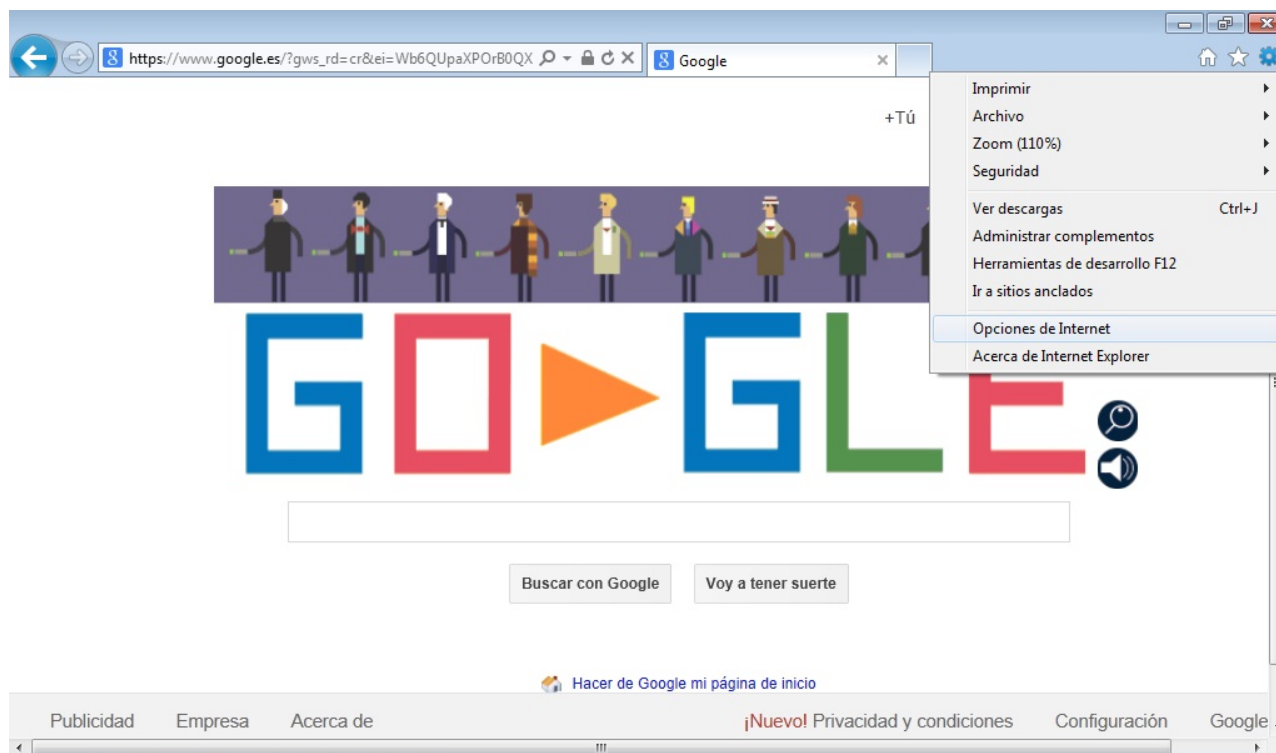 https://www.google.es/?gws_rd=cr&ei=Wb6QUpaXPOrB0QX
Google
+Tú
Imprimir
Archivo
Zoom (110%)
Seguridad
Ver descargas Ctrl+J
Administrar complementos
Herramientas de desarrollo F12
Ir a sitios anclados
Opciones de Internet
Acerca de Internet Explorer
GO GLE
Buscar con Google Voy a tener suerte
Hacer de Google mi página de inicio
Publicidad Empresa Acerca de ¡Nuevo! Privacidad y condiciones Configuración Google